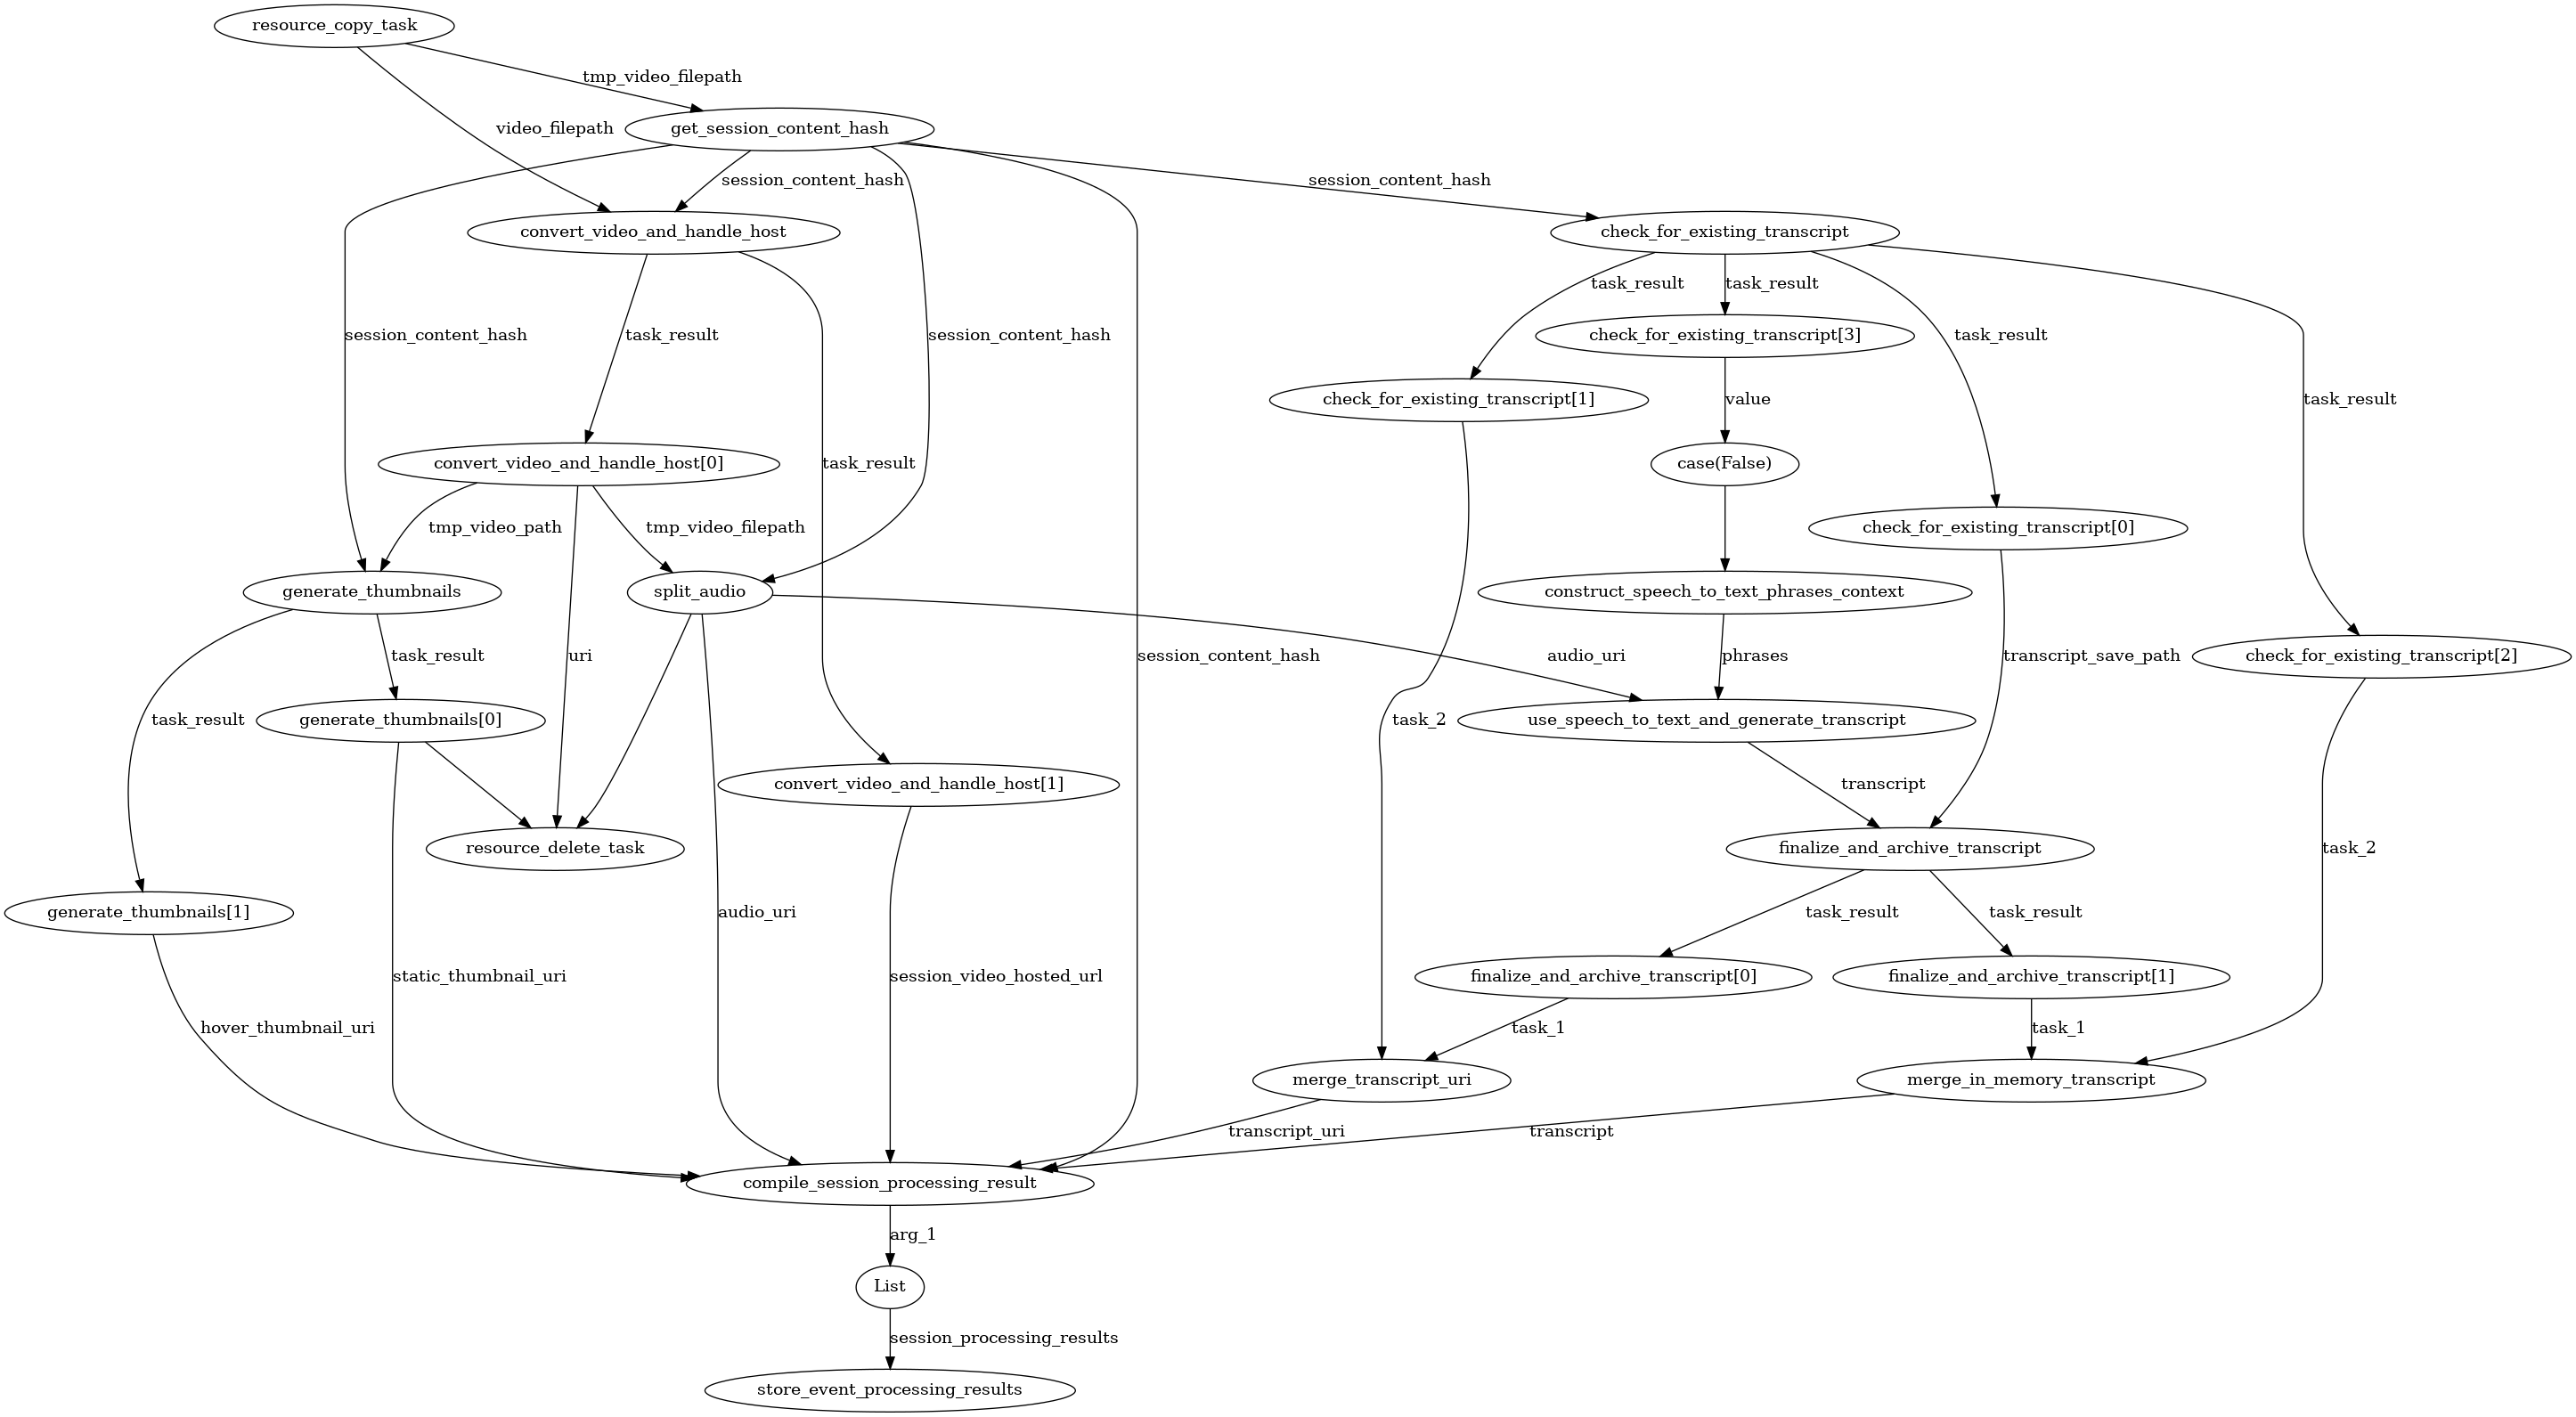 resource_copy_task
tmp_video_filepath
video_filepath
get_session_content_hash
session_content_hash
session_content_hash
convert_video_and_handle_host
check_for_existing_transcript
task_result
task_result
session_content_hash
task_result
session_content_hash
check_for_existing_transcript[3]
task_result
check_for_existing_transcript[1]
value
task_result
convert_video_and_handle_host[0]
task_result
case(False)
tmp_video_path
tmp_video_filepath
check_for_existing_transcript[0]
generate_thumbnails
split_audio
construct_speech_to_text_phrases_context
task_result
uri
session_content_hash
audio_uri
phrases
transcript_save_path
check_for_existing_transcript[2]
task_result
generate_thumbnails[0]
task_2
use_speech_to_text_and_generate_transcript
convert_video_and_handle_host[1]
transcript
resource_delete_task
finalize_and_archive_transcript
task_2
generate_thumbnails[1]
audio_uri
task_result
task_result
static_thumbnail_uri
session_video_hosted_url
finalize_and_archive_transcript[0]
finalize_and_archive_transcript[1]
hover_thumbnail_uri
task_1
task_1
merge_transcript_uri
merge_in_memory_transcript
transcript_uri
transcript
compile_session_processing_result
arg_1
List
session_processing_results
store_event_processing_results